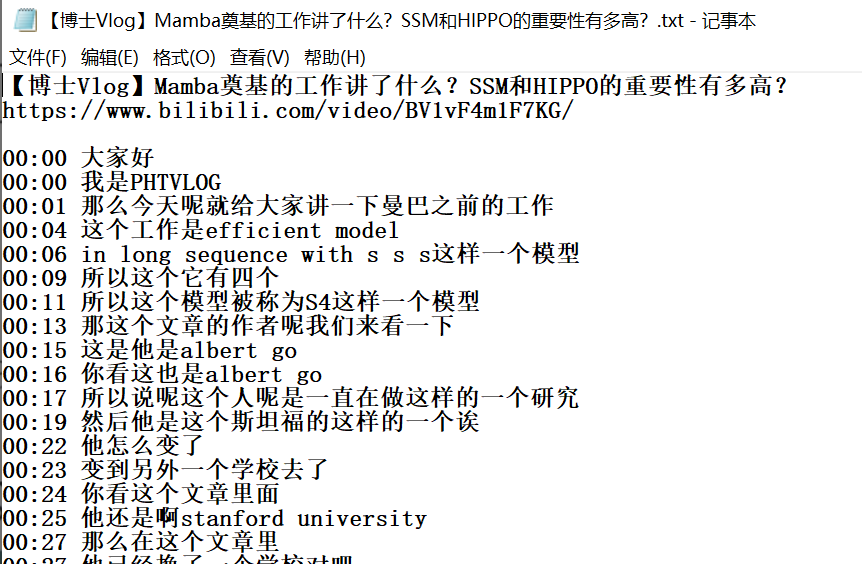 【博士Vlog】Mamba奠基的工作讲了什么？SSM和HIPPO的重要性有多高？.txt - 记事本
文件(F) 编辑(E) 格式(O) 查看(V) 帮助(H)
【博士Vlog】Mamba奠基的工作讲了什么？SSM和HIPPO的重要性有多高？
https://www.bilibili.com/video/BV1vF4m1F7KG/
00:00 大家好
00:00 我是PHTVLOG
00:01 那么今天呢就给大家讲一下曼巴之前的工作
00:04 这个工作是efficient model
00:06 in long sequence with s s s这样一个模型
00:09 所以这个它有四个
00:11 所以这个模型被称为S4这样一个模型
00:13 那这个文章的作者呢我们来看一下
00:15 这是他是albert go
00:16 你看这也是albert go
00:17 所以说呢这个人呢是一直在做这样的一个研究
00:19 然后他是这个斯坦福的这样的一个诶
00:22 他怎么变了
00:23 变到另外一个学校去了
00:24 你看这个文章里面
00:25 他还是啊stanford university
00:27 那么在这个文章里
00:27 他已经换了一个学校对吧